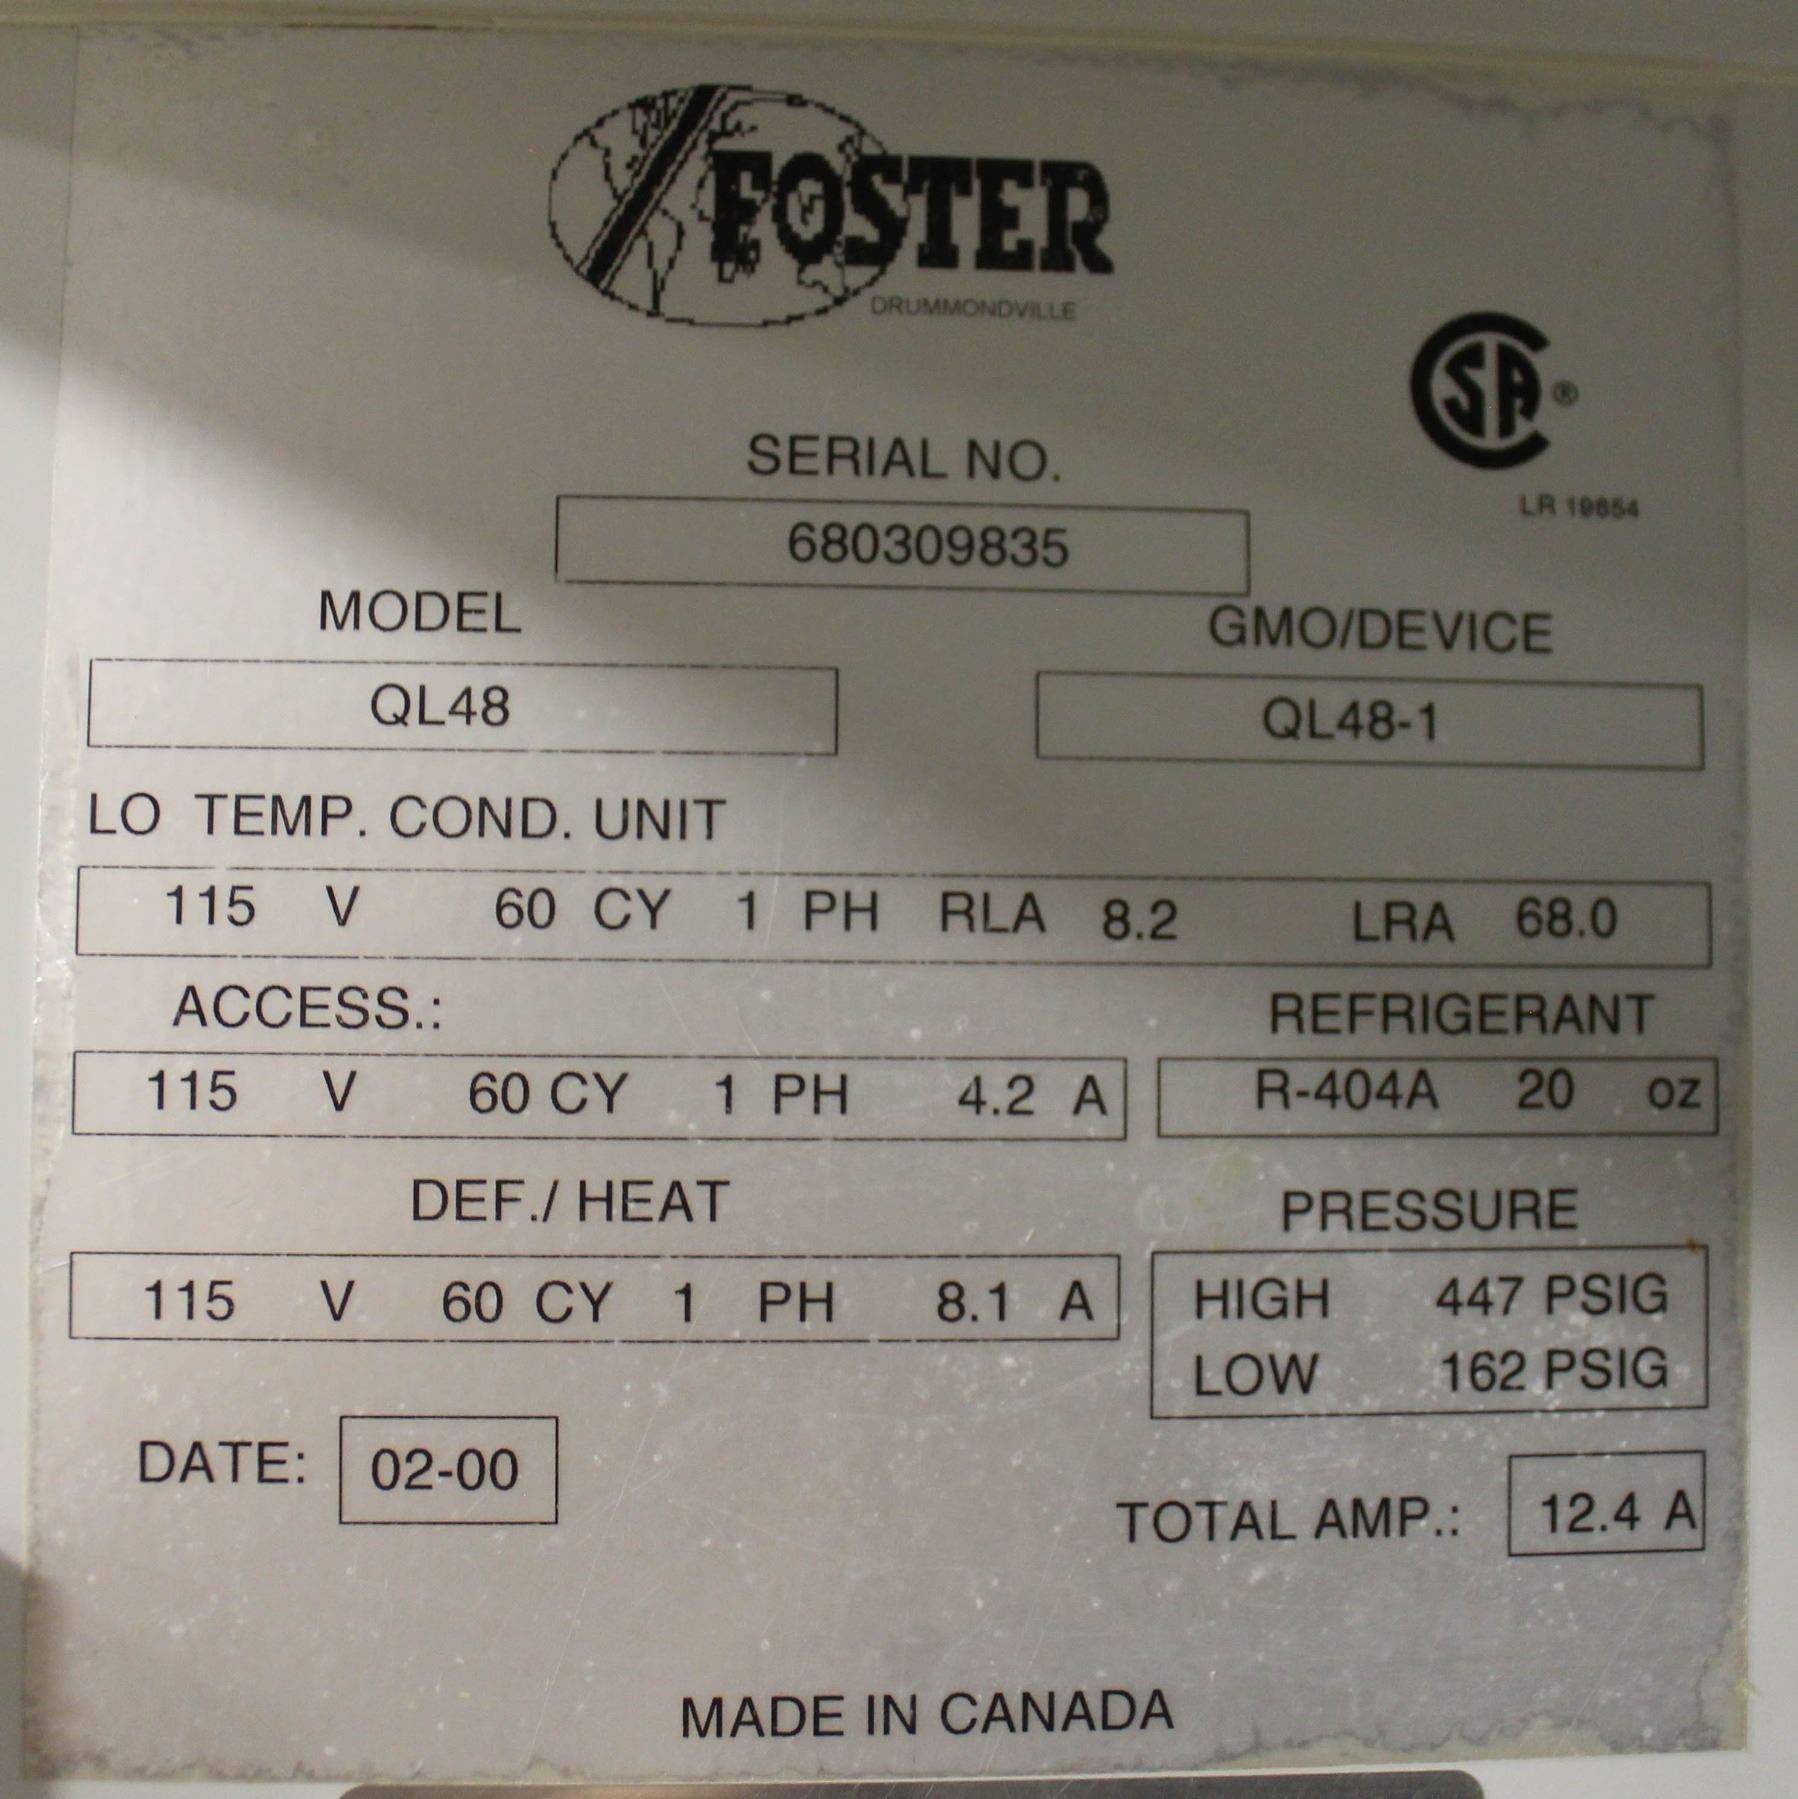 FOSTER
DRUMMONDVILLE
CSA ®
LR 19654
SERIAL NO.
680309835
MODEL
GMO/DEVICE
QL48
QL48-1
LO TEMP. COND. UNIT
115 V 60 CY 1 PH RLA 8.2 LRA 68.0
ACCESS.:
REFRIGERANT
115 V 60 CY 1 PH 4.2 A
R-404A 20 oz
DEF./ HEAT
PRESSURE
115 V 60 CY 1 PH 8.1 A
HIGH 447 PSIG
LOW 162 PSIG
DATE: 02-00
TOTAL AMP.: 12.4 A
MADE IN CANADA